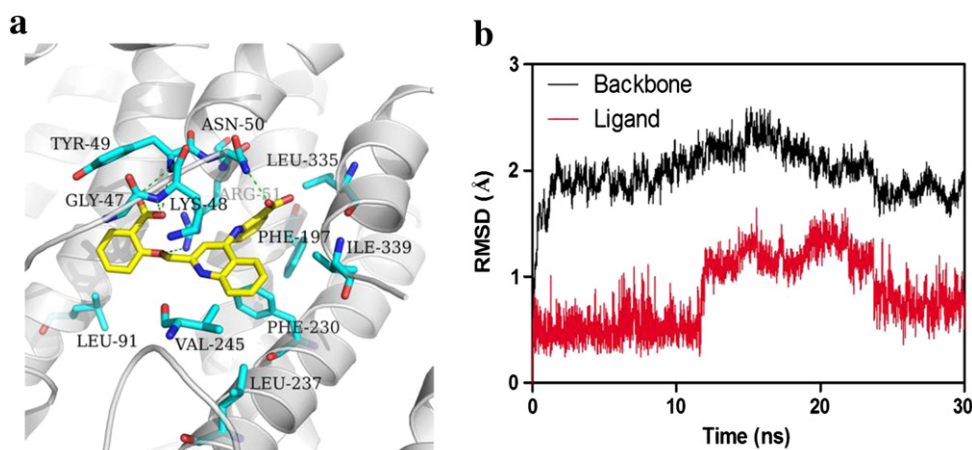 a
ASN-50
TYR-49
LEU-335
ARG-51
GLY-47
LYS-48
PHE-197
ILE-339
LEU-91
VAL-245
PHE-230
LEU-237
b
3
2
1
0
RMSD (Å)
Backbone
Ligand
0
10
20
30
Time (ns)